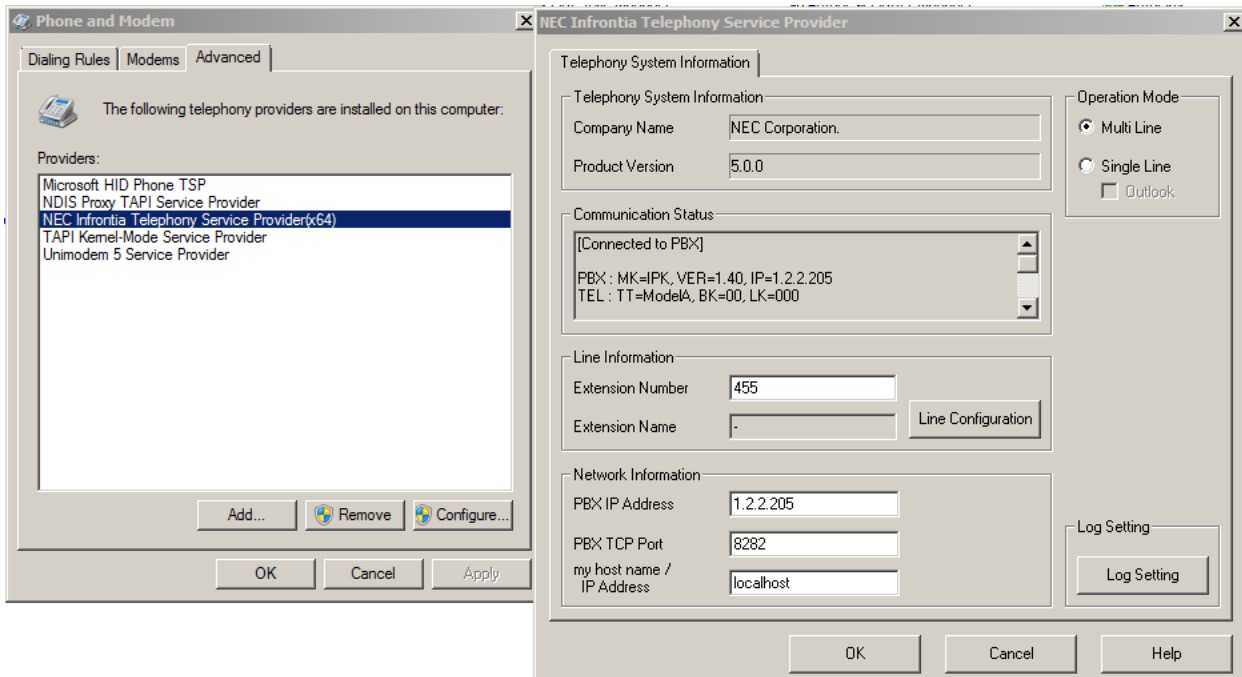 Phone and Modem
Dialing Rules
Modems
Advanced
The following telephony providers are installed on this computer:
Providers:
Microsoft HID Phone TSP
NDIS Proxy TAPI Service Provider
NEC Infrontia Telephony Service Provider(x64)
TAPI Kernel-Mode Service Provider
Unimodem 5 Service Provider
Add...
Remove
Configure...
OK
Cancel
Apply
NEC Infrontia Telephony Service Provider
Telephony System Information
Telephony System Information
Company Name
NEC Corporation.
Product Version
5.0.0
Operation Mode
Multi Line
Single Line
Outlook
Communication Status
[Connected to PBX]
PBX : MK=IPK, VER=1.40, IP=1.2.2.205
TEL : TT=ModelA, BK=00, LK=000
Line Information
Extension Number
455
Extension Name
-
Line Configuration
Network Information
PBX IP Address
1.2.2.205
PBX TCP Port
8282
my host name /
IP Address
localhost
Log Setting
Log Setting
OK
Cancel
Help